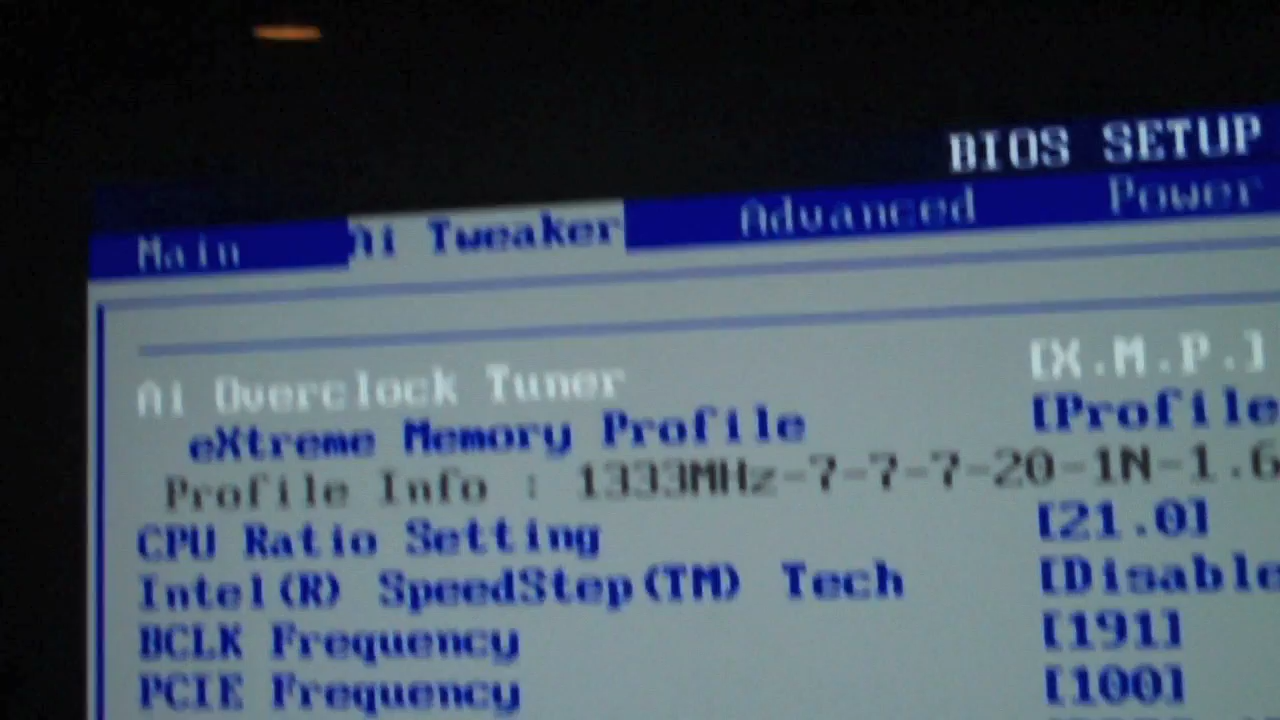 BIOS SETUP
Main Ai Tweaker Advanced Power
Ai Overclock Tuner [X.M.P.]
eXtreme Memory Profile [Profile
Profile Info : 1333MHz-7-7-7-20-1N-1.6
CPU Ratio Setting [21.0]
Intel(R) SpeedStep(TM) Tech [Disable
BCLK Frequency [191]
PCIE Frequency [100]